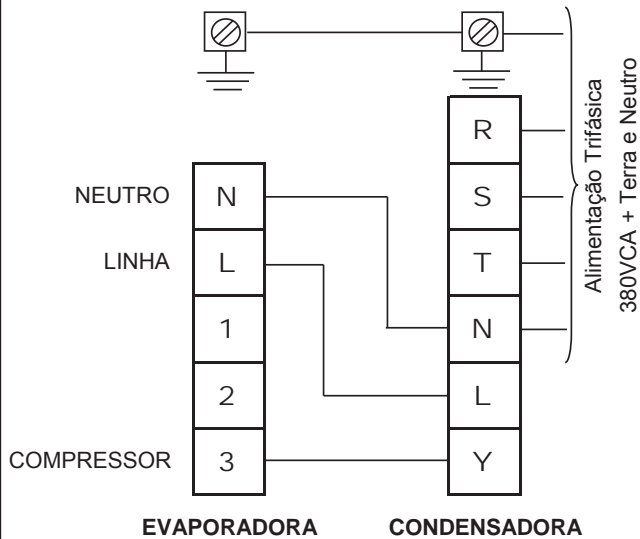 NEUTRO
LINHA
COMPRESSOR
N
L
1
2
3
EVAPORADORA
R
S
T
N
L
Y
CONDENSADORA
Alimentação Trifásica
380VCA + Terra e Neutro